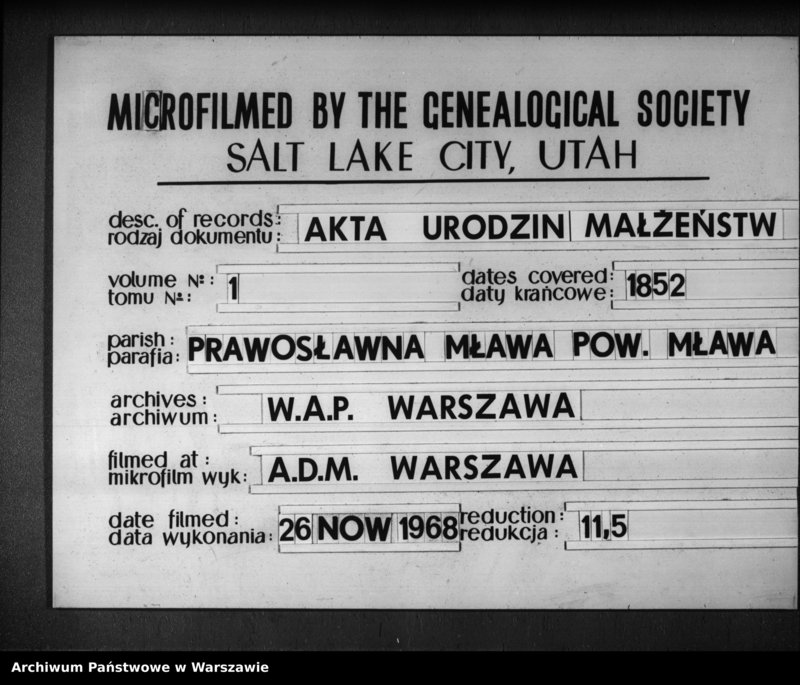 MICROFILMED BY THE GENEALOGICAL SOCIETY
SALT LAKE CITY, UTAH
desc. of records: AKTA URODZIN MAŁŻEŃSTW
rodzaj dokumentu:
volume Nº: 1 dates covered: 1852
tomu Nº: daty krańcowe:
parish: PRAWOSŁAWNA MŁAWA POW. MŁAWA
parafia:
archives: W.A.P. WARSZAWA
archiwum:
filmed at: A.D.M. WARSZAWA
mikrofilm wyk:
date filmed: 26 NOW 1968 reduction: 11,5
data wykonania: redukcja:
Archiwum Państwowe w Warszawie